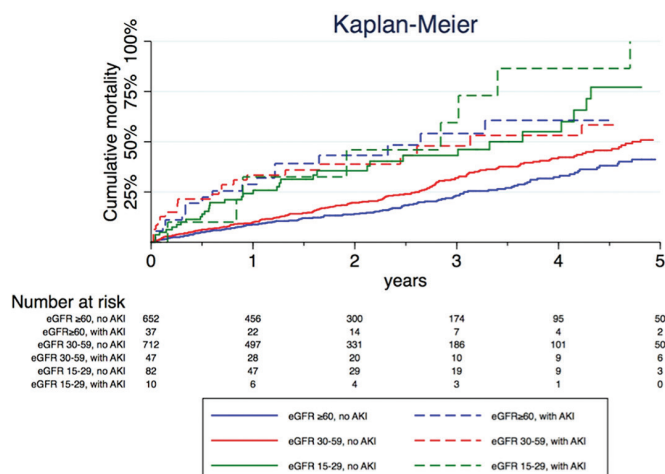 Kaplan-Meier
Cumulative mortality
100%
75%
50%
25%
0 1 2 3 4 5
years
Number at risk
eGFR ≥60, no AKI 652 456 300 174 95 50
eGFR≥60, with AKI 37 22 14 7 4 2
eGFR 30-59, no AKI 712 497 331 186 101 50
eGFR 30-59, with AKI 47 28 20 10 9 6
eGFR 15-29, no AKI 82 47 29 19 9 3
eGFR 15-29, with AKI 10 6 4 3 1 0
eGFR ≥60, no AKI eGFR≥60, with AKI
eGFR 30-59, no AKI eGFR 30-59, with AKI
eGFR 15-29, no AKI eGFR 15-29, with AKI